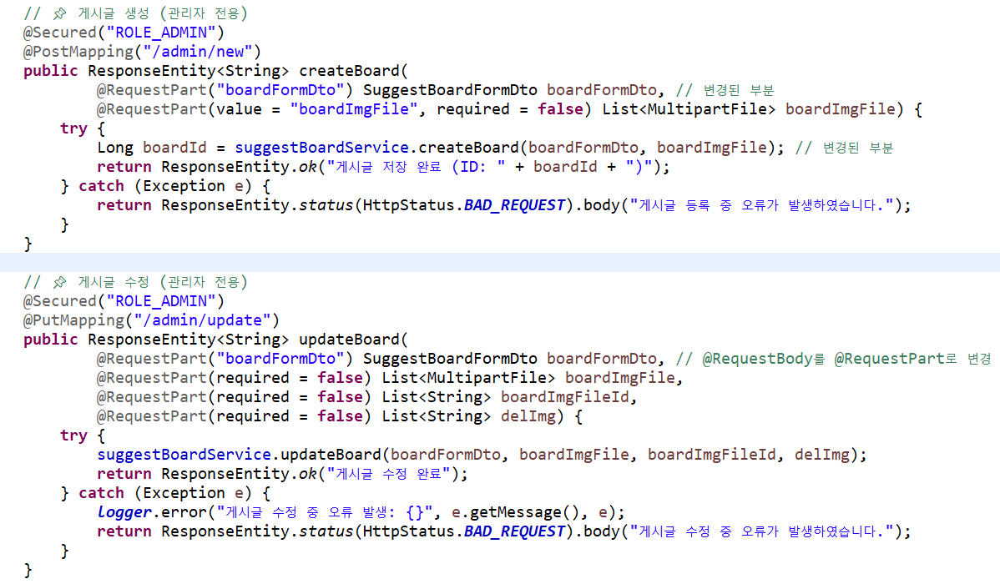 // 📌 게시글 생성 (관리자 전용)
@Secured("ROLE_ADMIN")
@PostMapping("/admin/new")
public ResponseEntity<String> createBoard(
        @RequestPart("boardFormDto") SuggestBoardFormDto boardFormDto, // 변경된 부분
        @RequestPart(value = "boardImgFile", required = false) List<MultipartFile> boardImgFile) {
    try {
        Long boardId = suggestBoardService.createBoard(boardFormDto, boardImgFile); // 변경된 부분
        return ResponseEntity.ok("게시글 저장 완료 (ID: " + boardId + ")");
    } catch (Exception e) {
        return ResponseEntity.status(HttpStatus.BAD_REQUEST).body("게시글 등록 중 오류가 발생하였습니다.");
    }
}
// 📌 게시글 수정 (관리자 전용)
@Secured("ROLE_ADMIN")
@PutMapping("/admin/update")
public ResponseEntity<String> updateBoard(
        @RequestPart("boardFormDto") SuggestBoardFormDto boardFormDto, // @RequestBody를 @RequestPart로 변경
        @RequestPart(required = false) List<MultipartFile> boardImgFile,
        @RequestPart(required = false) List<String> boardImgFileId,
        @RequestPart(required = false) List<String> delImg) {
    try {
        suggestBoardService.updateBoard(boardFormDto, boardImgFile, boardImgFileId, delImg);
        return ResponseEntity.ok("게시글 수정 완료");
    } catch (Exception e) {
        logger.error("게시글 수정 중 오류 발생: {}", e.getMessage(), e);
        return ResponseEntity.status(HttpStatus.BAD_REQUEST).body("게시글 수정 중 오류가 발생하였습니다.");
    }
}